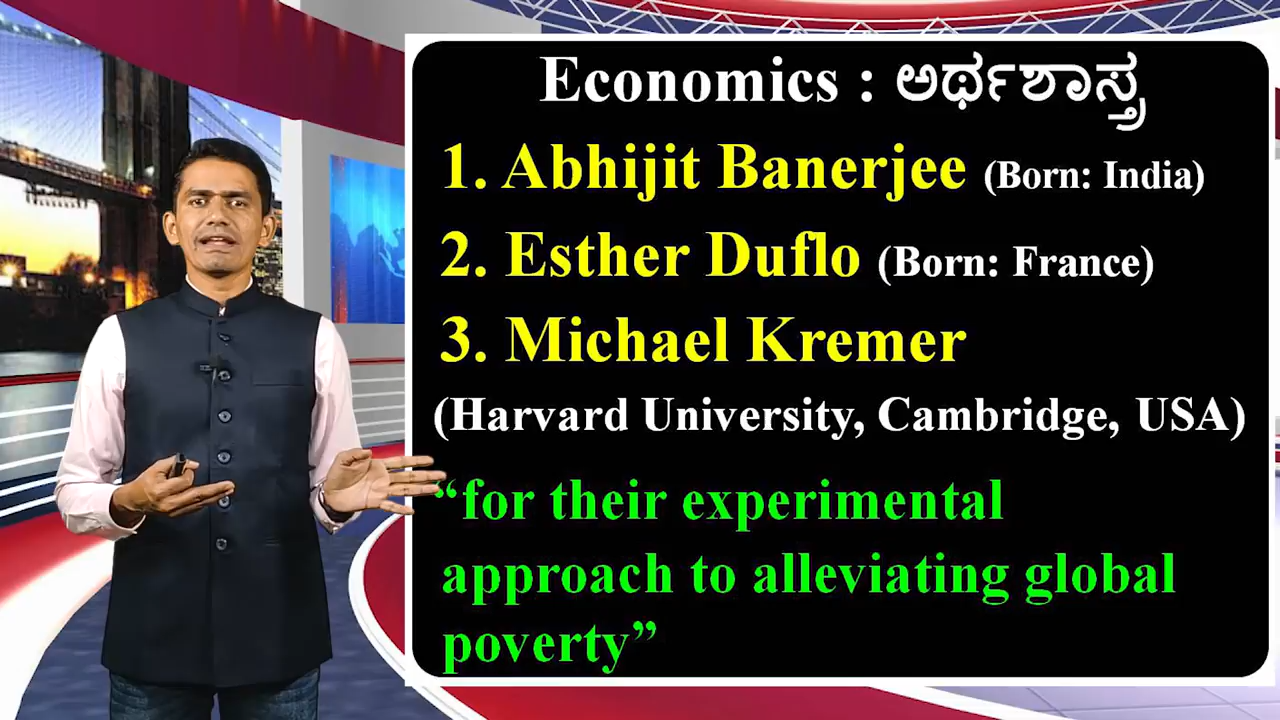 Economics : ಅರ್ಥಶಾಸ್ತ್ರ
1. Abhijit Banerjee (Born: India)
2. Esther Duflo (Born: France)
3. Michael Kremer
(Harvard University, Cambridge, USA)
“for their experimental
approach to alleviating global
poverty”